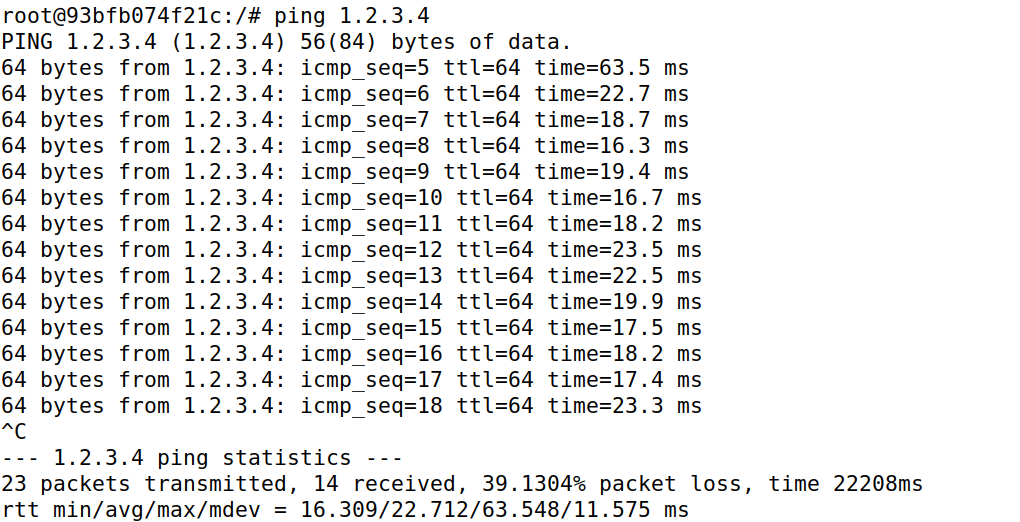 root@93bfb074f21c:/# ping 1.2.3.4
PING 1.2.3.4 (1.2.3.4) 56(84) bytes of data.
64 bytes from 1.2.3.4: icmp_seq=5 ttl=64 time=63.5 ms
64 bytes from 1.2.3.4: icmp_seq=6 ttl=64 time=22.7 ms
64 bytes from 1.2.3.4: icmp_seq=7 ttl=64 time=18.7 ms
64 bytes from 1.2.3.4: icmp_seq=8 ttl=64 time=16.3 ms
64 bytes from 1.2.3.4: icmp_seq=9 ttl=64 time=19.4 ms
64 bytes from 1.2.3.4: icmp_seq=10 ttl=64 time=16.7 ms
64 bytes from 1.2.3.4: icmp_seq=11 ttl=64 time=18.2 ms
64 bytes from 1.2.3.4: icmp_seq=12 ttl=64 time=23.5 ms
64 bytes from 1.2.3.4: icmp_seq=13 ttl=64 time=22.5 ms
64 bytes from 1.2.3.4: icmp_seq=14 ttl=64 time=19.9 ms
64 bytes from 1.2.3.4: icmp_seq=15 ttl=64 time=17.5 ms
64 bytes from 1.2.3.4: icmp_seq=16 ttl=64 time=18.2 ms
64 bytes from 1.2.3.4: icmp_seq=17 ttl=64 time=17.4 ms
64 bytes from 1.2.3.4: icmp_seq=18 ttl=64 time=23.3 ms
^C
--- 1.2.3.4 ping statistics ---
23 packets transmitted, 14 received, 39.1304% packet loss, time 22208ms
rtt min/avg/max/mdev = 16.309/22.712/63.548/11.575 ms